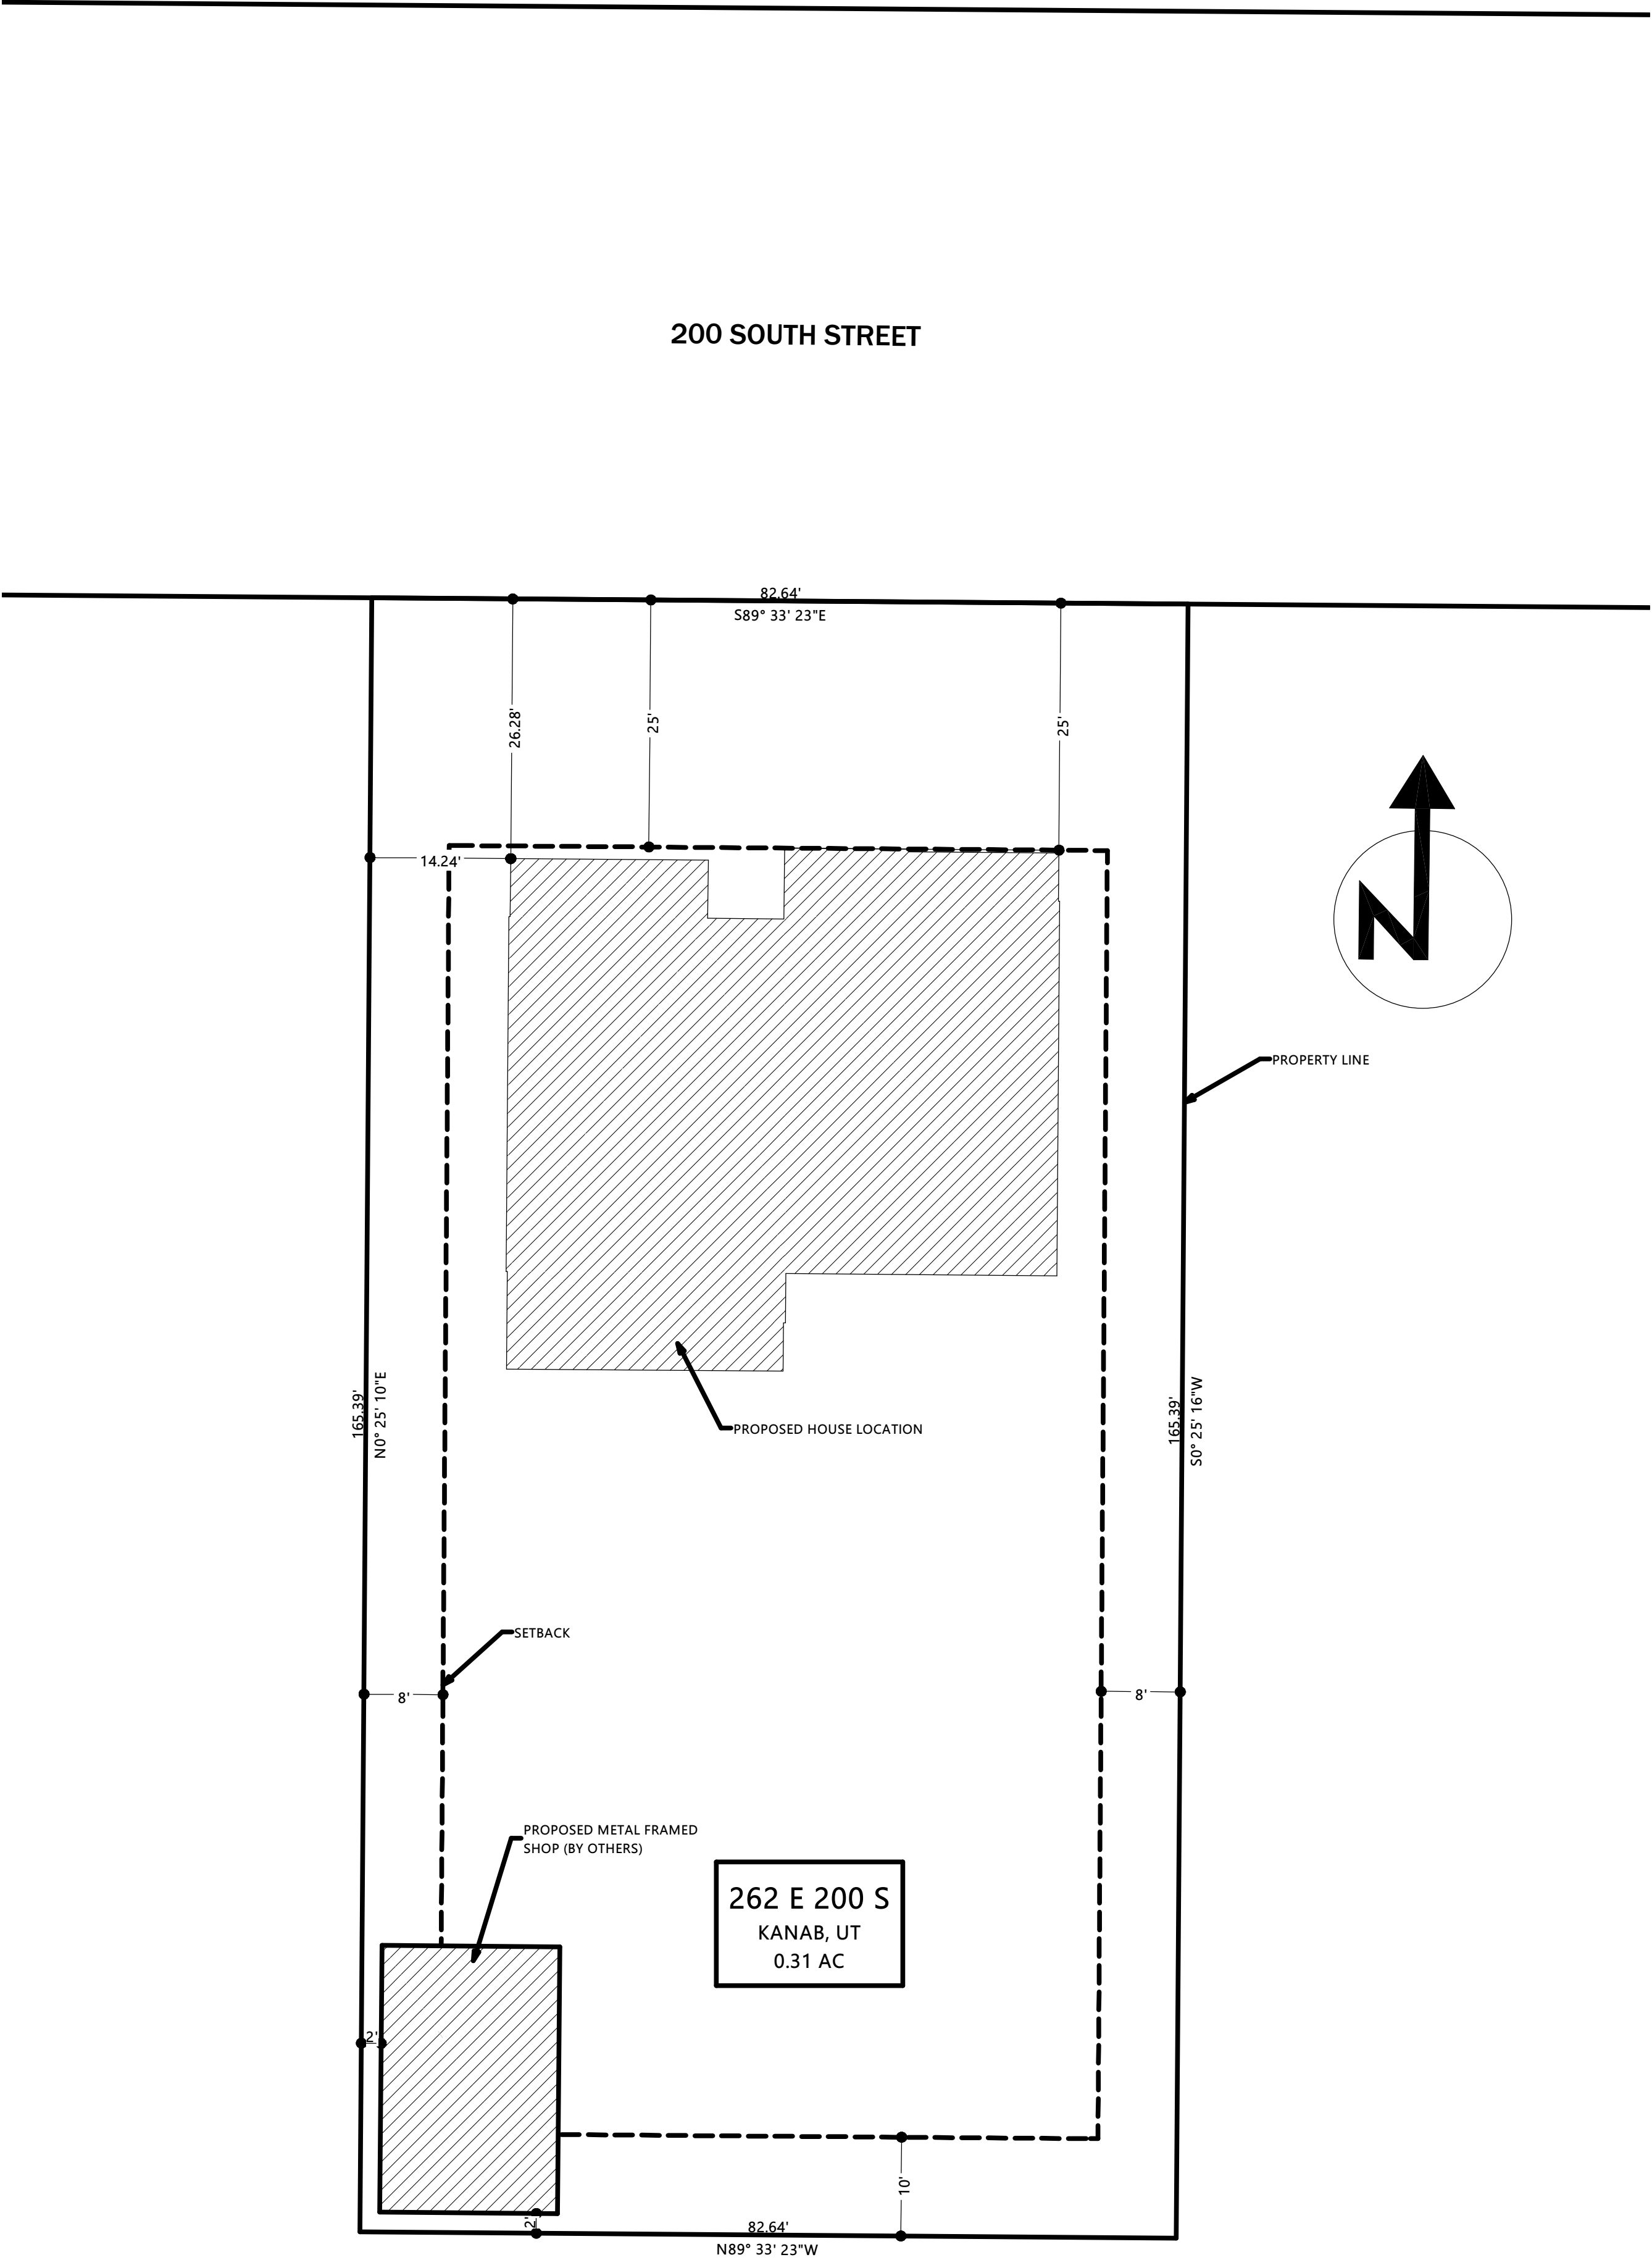 200 SOUTH STREET
82.64'
S89° 33' 23"E
26.28'
25'
25'
14.24'
N
PROPERTY LINE
165.39'
N0° 25' 10"E
165.39'
S0° 25' 16"W
PROPOSED HOUSE LOCATION
SETBACK
8'
8'
PROPOSED METAL FRAMED
SHOP (BY OTHERS)
262 E 200 S
KANAB, UT
0.31 AC
2'
10'
2'
82.64'
N89° 33' 23"W